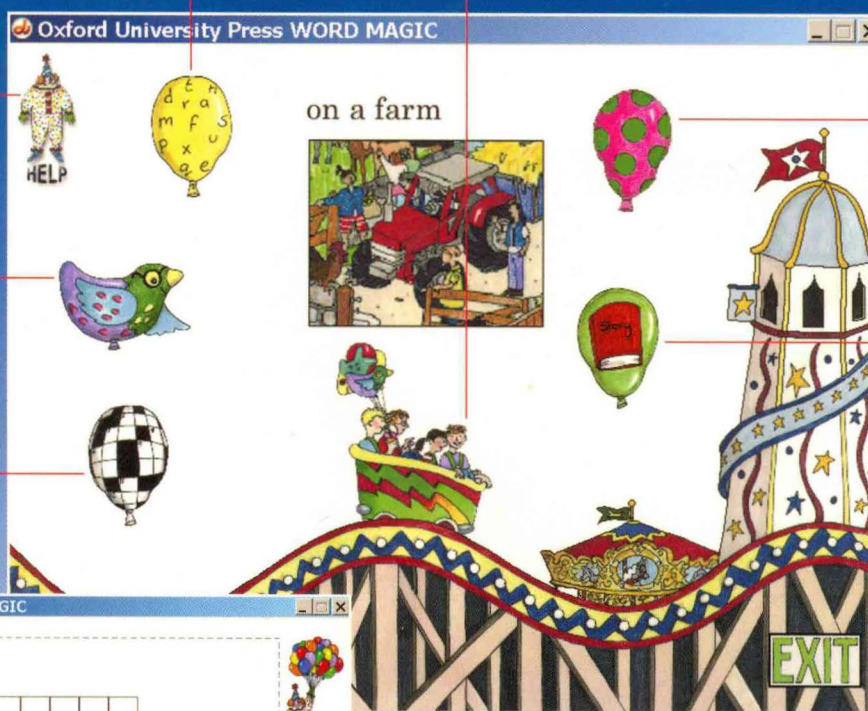 Oxford University Press WORD MAGIC
HELP
d t n
r a
m f s
p x u
q e
on a farm
Story
GIC
EXIT